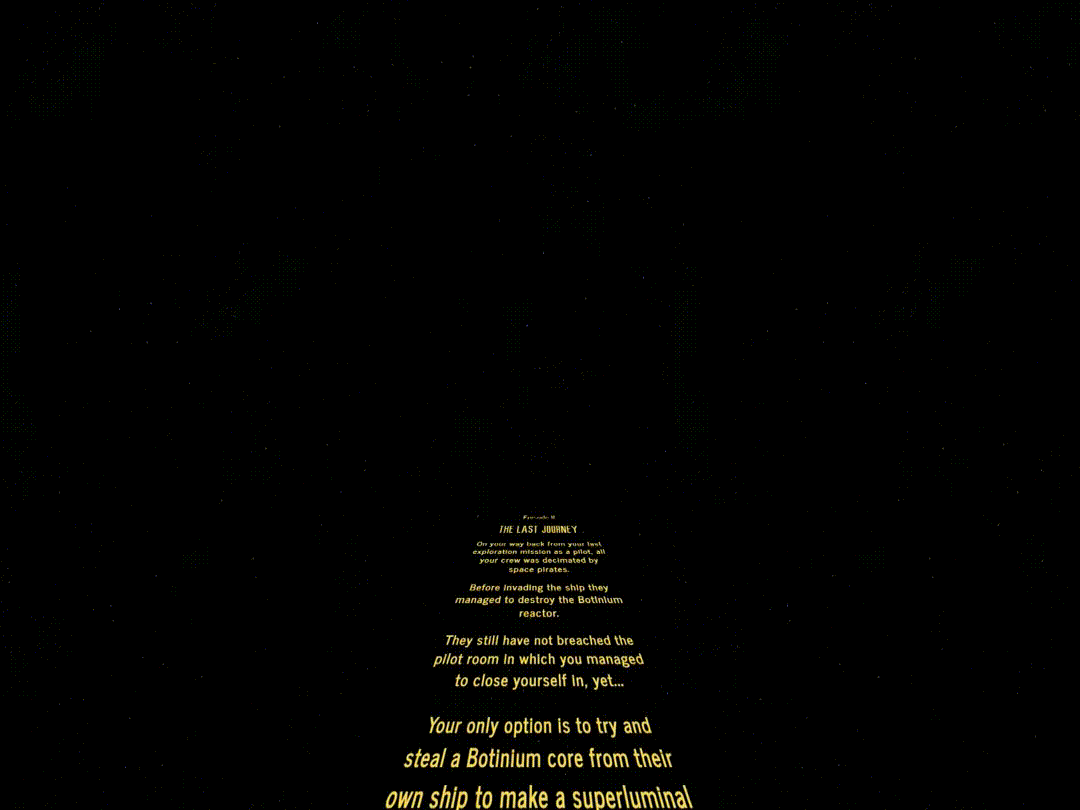 Episode II
THE LAST JOURNEY
On your way back from your last
exploration mission as a pilot, all
your crew was decimated by
space pirates.
Before invading the ship they
managed to destroy the Botinium
reactor.
They still have not breached the
pilot room in which you managed
to close yourself in, yet...
Your only option is to try and
steal a Botinium core from their
own ship to make a superluminal